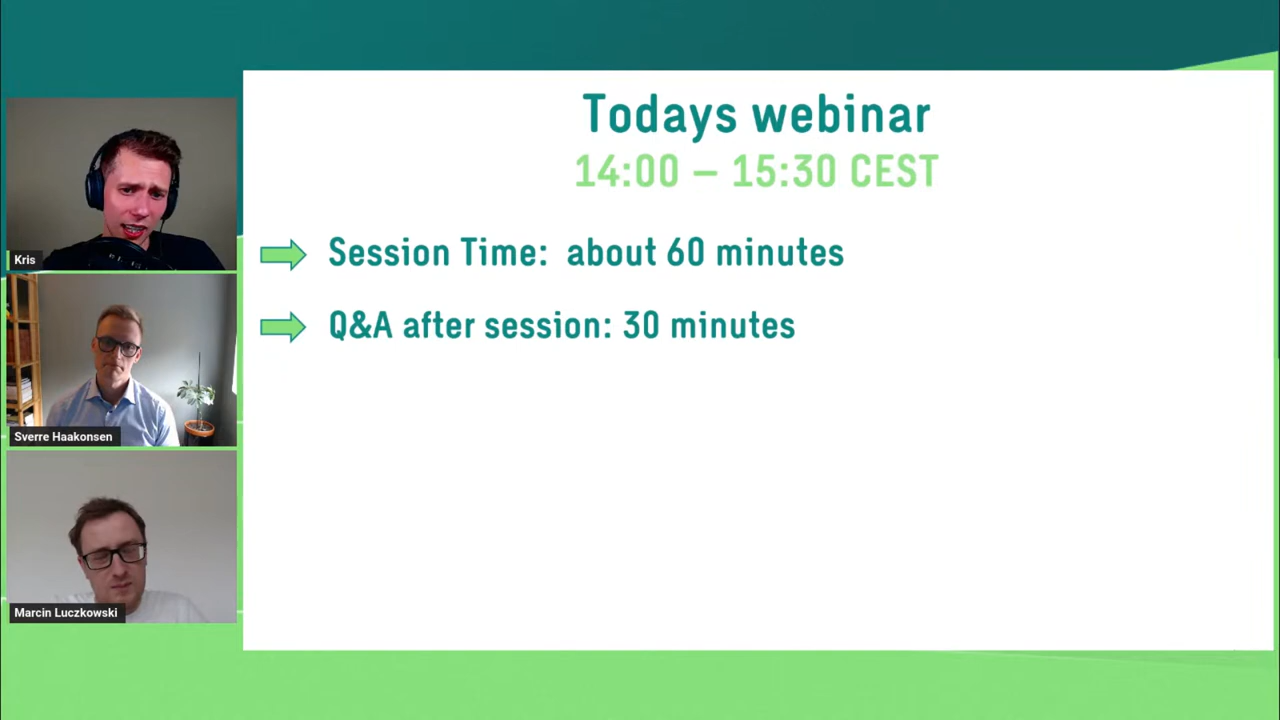 Todays webinar
14:00 – 15:30 CEST
Session Time: about 60 minutes
Q&A after session: 30 minutes
Kris
Sverre Haakonsen
Marcin Luczkowski